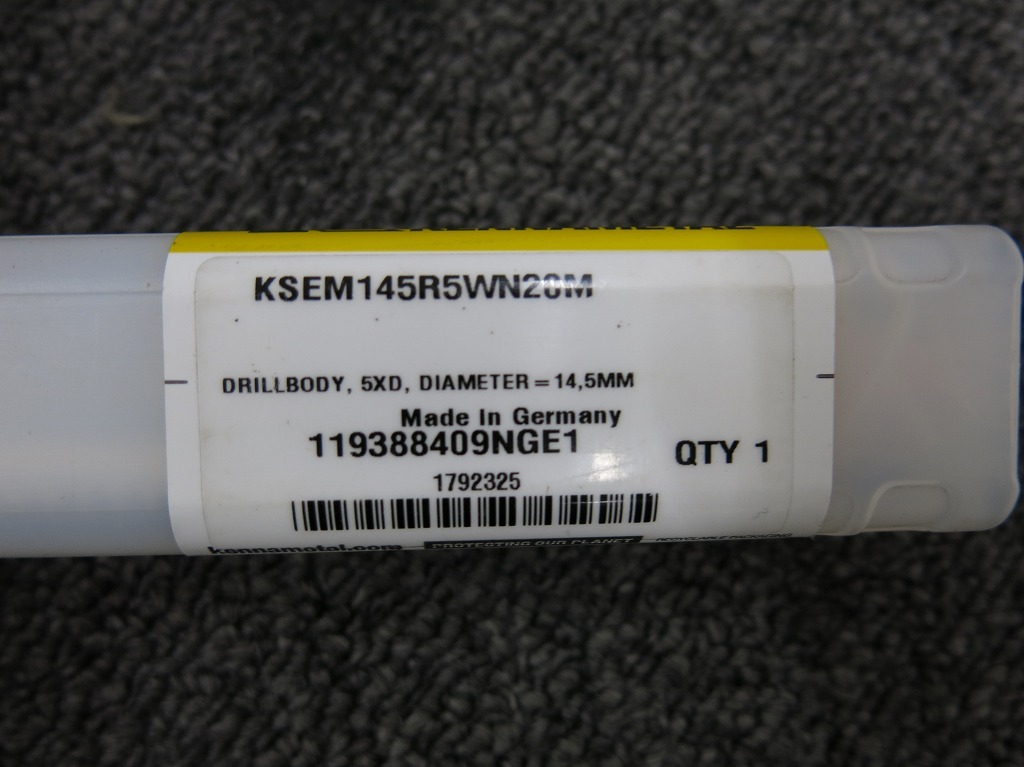 KSEM145R5WN20M
DRILLBODY, 5XD, DIAMETER=14,5MM
Made In Germany
119388409NGE1
QTY 1
1792325
kennametal.com
PROTECTING OUR PLANET